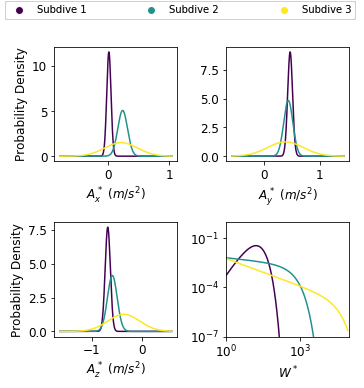 Subdive 1 Subdive 2 Subdive 3
Probability Density
10
5
0
0 1
$A_x^*$ $(m/s^2)$
7.5
5.0
2.5
0.0
0 1
$A_y^*$ $(m/s^2)$
Probability Density
7.5
5.0
2.5
0.0
−1 0
$A_z^*$ $(m/s^2)$
$10^{-1}$
$10^{-4}$
$10^{-7}$
$10^0$ $10^3$
$W^*$